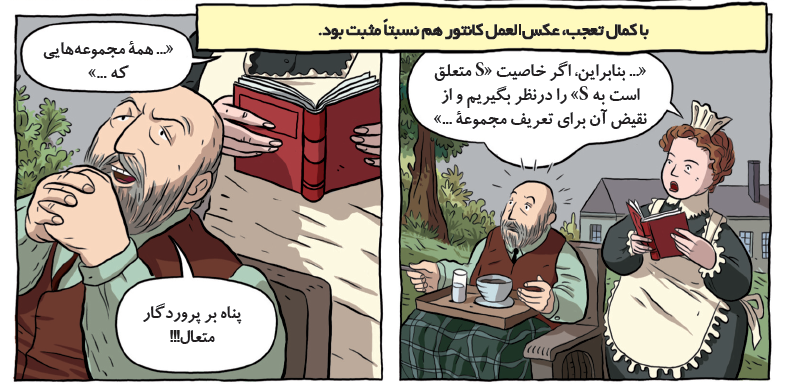 با کمال تعجب، عکس‌العمل کانتور هم نسبتاً مثبت بود.
«... بنابراین، اگر خاصیت «S متعلق
است به S» را درنظر بگیریم و از
نقیض آن برای تعریف مجموعهٔ ...»
«... همهٔ مجموعه‌هایی
که ...»
پناه بر پروردگار
متعال!!!